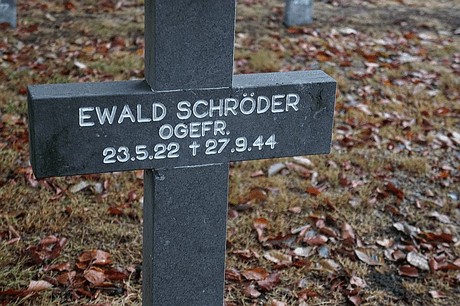 EWALD SCHRÖDER
OGEFR.
23.5.22 † 27.9.44